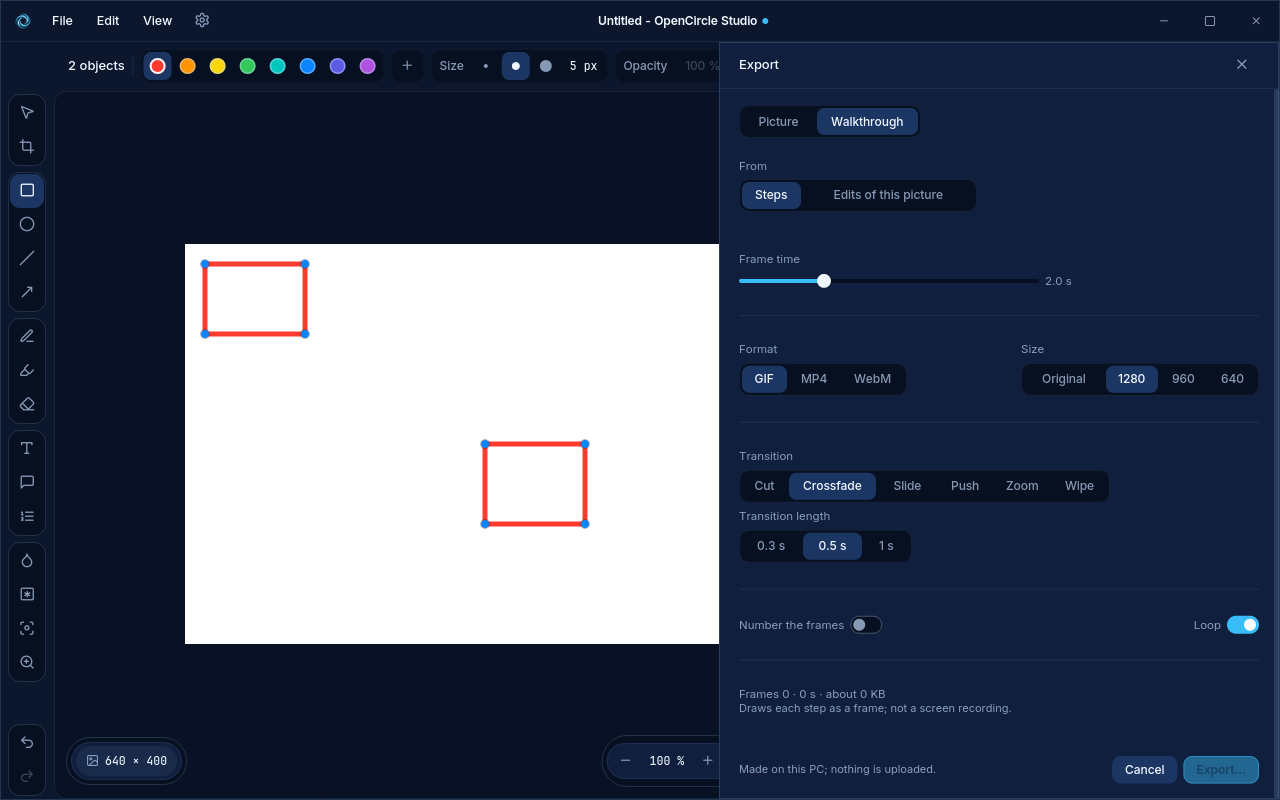 File Edit View
Untitled - OpenCircle Studio
2 objects
Size
5 px
Opacity
100 %
Export
Picture
Walkthrough
From
Steps
Edits of this picture
Frame time
2.0 s
Format
Size
GIF MP4 WebM
Original 1280 960 640
Transition
Cut Crossfade Slide Push Zoom Wipe
Transition length
0.3 s 0.5 s 1 s
Number the frames
Loop
Frames 0 · 0 s · about 0 KB
Draws each step as a frame; not a screen recording.
640 × 400
100 %
Made on this PC; nothing is uploaded.
Cancel
Export...